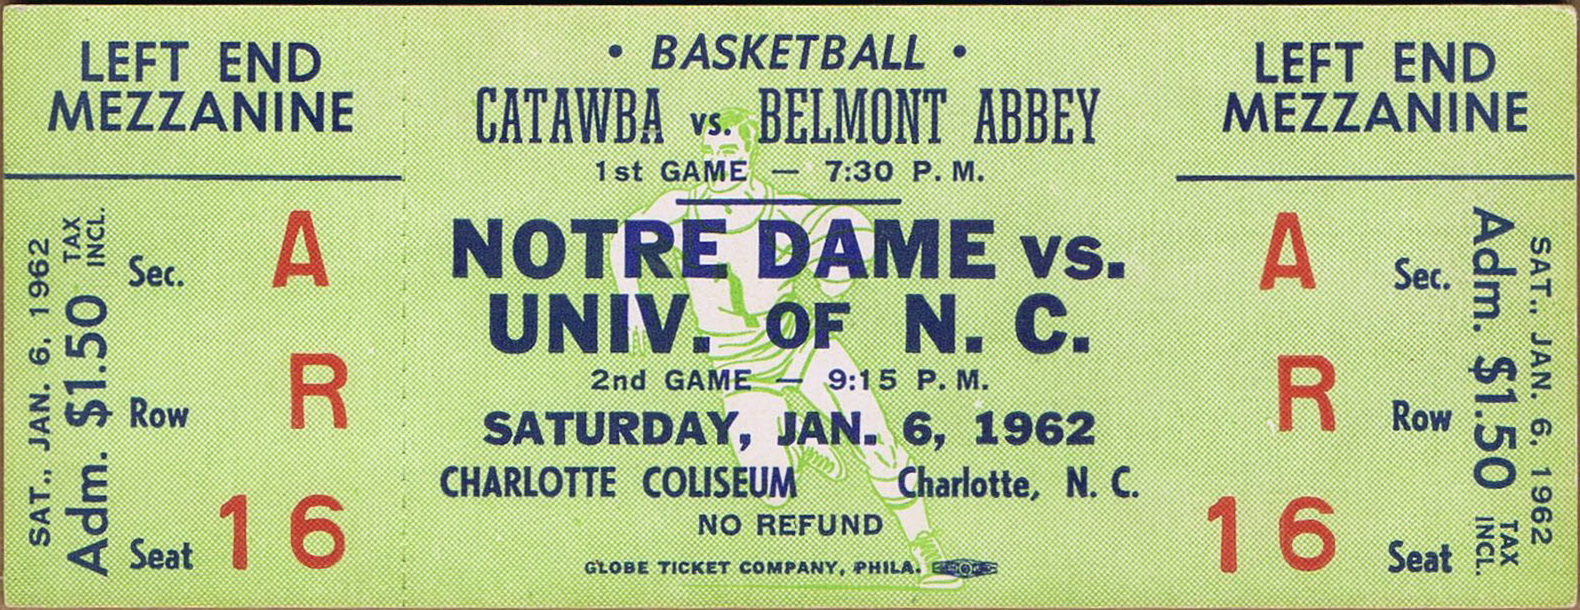 LEFT END
MEZZANINE
SAT., JAN. 6, 1962
Adm. $1.50 TAX INCL.
Sec. A
Row R
Seat 16
• BASKETBALL •
CATAWBA vs. BELMONT ABBEY
1st GAME — 7:30 P. M.
NOTRE DAME vs.
UNIV. OF N. C.
2nd GAME — 9:15 P. M.
SATURDAY, JAN. 6, 1962
CHARLOTTE COLISEUM Charlotte, N. C.
NO REFUND
GLOBE TICKET COMPANY, PHILA.
LEFT END
MEZZANINE
A Sec.
R Row
16 Seat
Adm. $1.50 TAX INCL.
SAT., JAN. 6, 1962